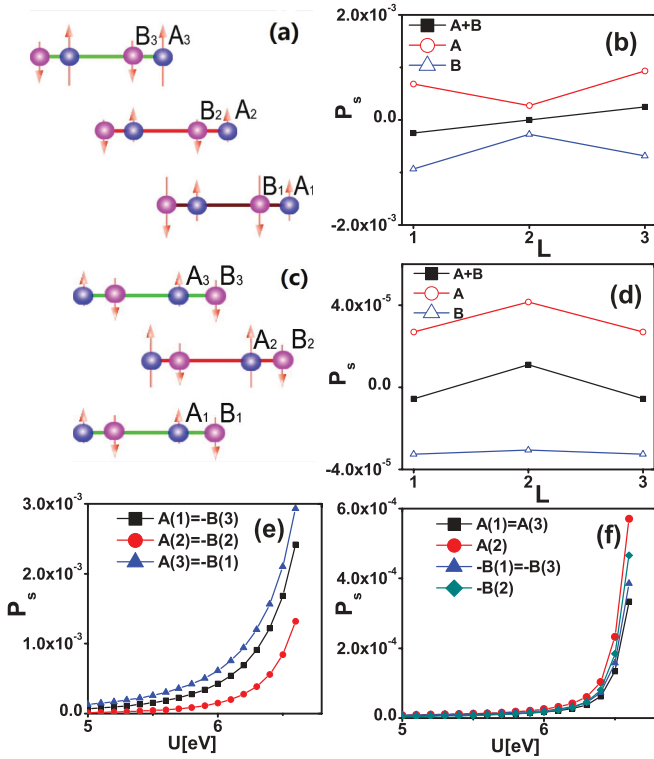 (a)
B3 A3
B2 A2
B1 A1
(b)
A+B
A
B
Ps
2.0x10-3
0.0
-2.0x10-3
1 2 3
L
(c)
A3 B3
A2 B2
A1 B1
(d)
A+B
A
B
Ps
4.0x10-5
0.0
-4.0x10-5
1 2 3
L
(e)
A(1)=-B(3)
A(2)=-B(2)
A(3)=-B(1)
Ps
3.0x10-3
1.0x10-3
0.0
5 6
U[eV]
(f)
A(1)=A(3)
A(2)
-B(1)=-B(3)
-B(2)
Ps
6.0x10-4
4.0x10-4
2.0x10-4
0.0
5 6
U[eV]